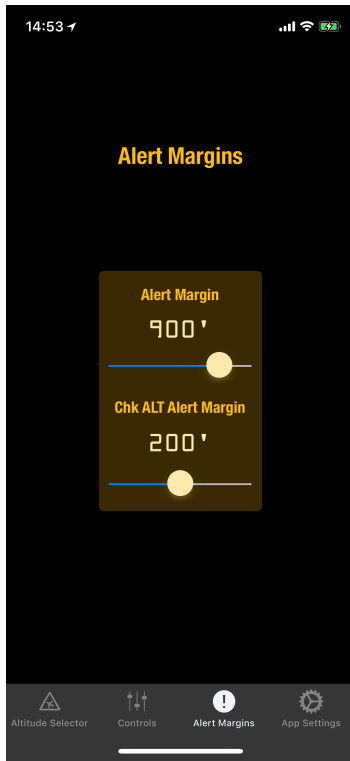 14:53
Alert Margins
Alert Margin
900'
Chk ALT Alert Margin
200'
Altitude Selector
Controls
Alert Margins
App Settings